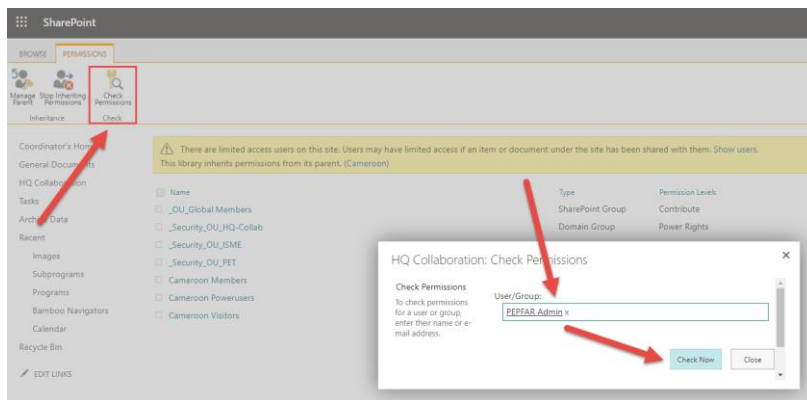 SharePoint
BROWSE PERMISSIONS
Manage Parent
Stop Inheriting Permissions
Check Permissions
Inheritance
Check
Coordinator's Hom
General Documents
HQ Collaboration
Tasks
Archive Data
Recent
Images
Subprograms
Programs
Bamboo Navigators
Calendar
Recycle Bin
EDIT LINKS
There are limited access users on this site. Users may have limited access if an item or document under the site has been shared with them. Show users.
This library inherits permissions from its parent. (Cameroon)
Name Type Permission Levels
_OU_Global Members SharePoint Group Contribute
_Security_OU_HQ-Collab Domain Group Power Rights
_Security_OU_ISME
_Security_OU_PET
Cameroon Members
Cameroon Powerusers
Cameroon Visitors
HQ Collaboration: Check Permissions ×
Check Permissions
To check permissions
for a user or group,
enter their name or e-
mail address.
User/Group:
PEPFAR Admin x
Check Now Close